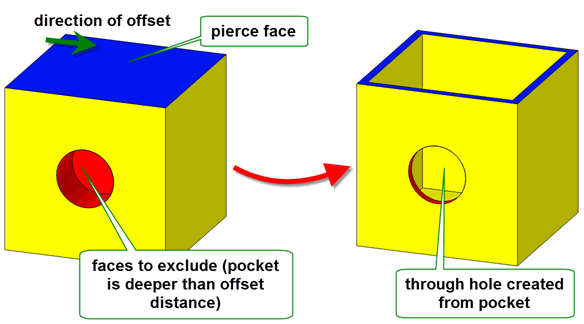 direction of offset
pierce face
faces to exclude (pocket
is deeper than offset
distance)
through hole created
from pocket